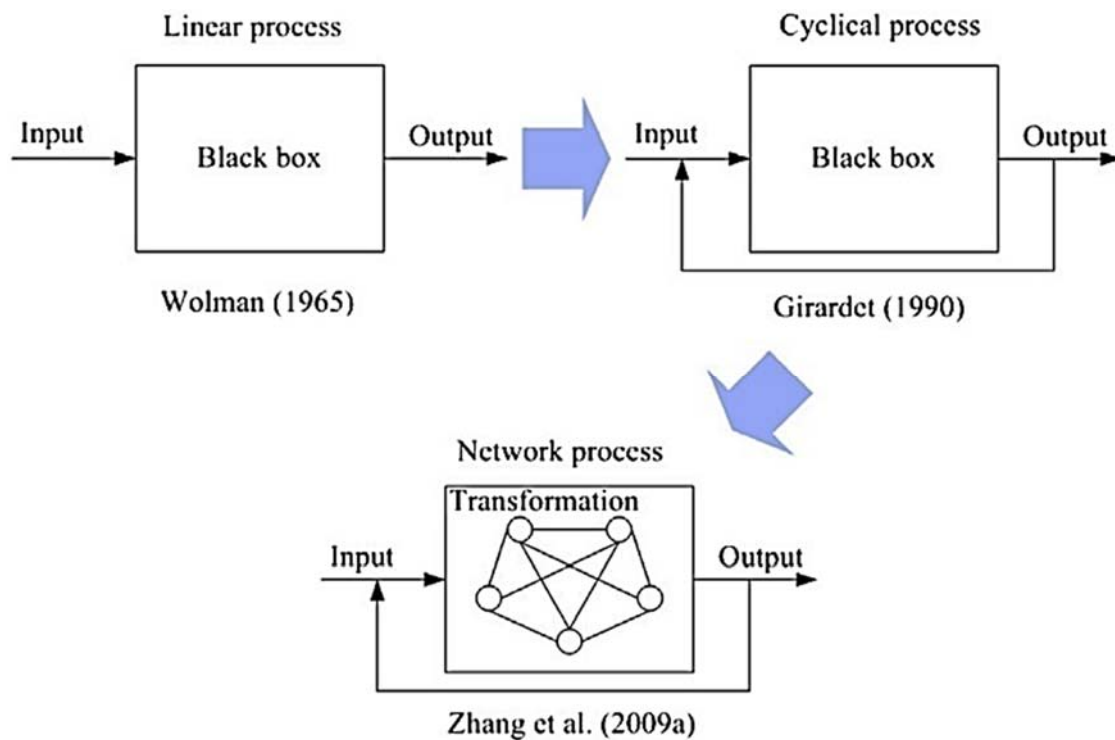 Linear process
Input
Black box
Output
Wolman (1965)
Cyclical process
Input
Black box
Output
Girardet (1990)
Network process
Transformation
Input
Output
Zhang et al. (2009a)